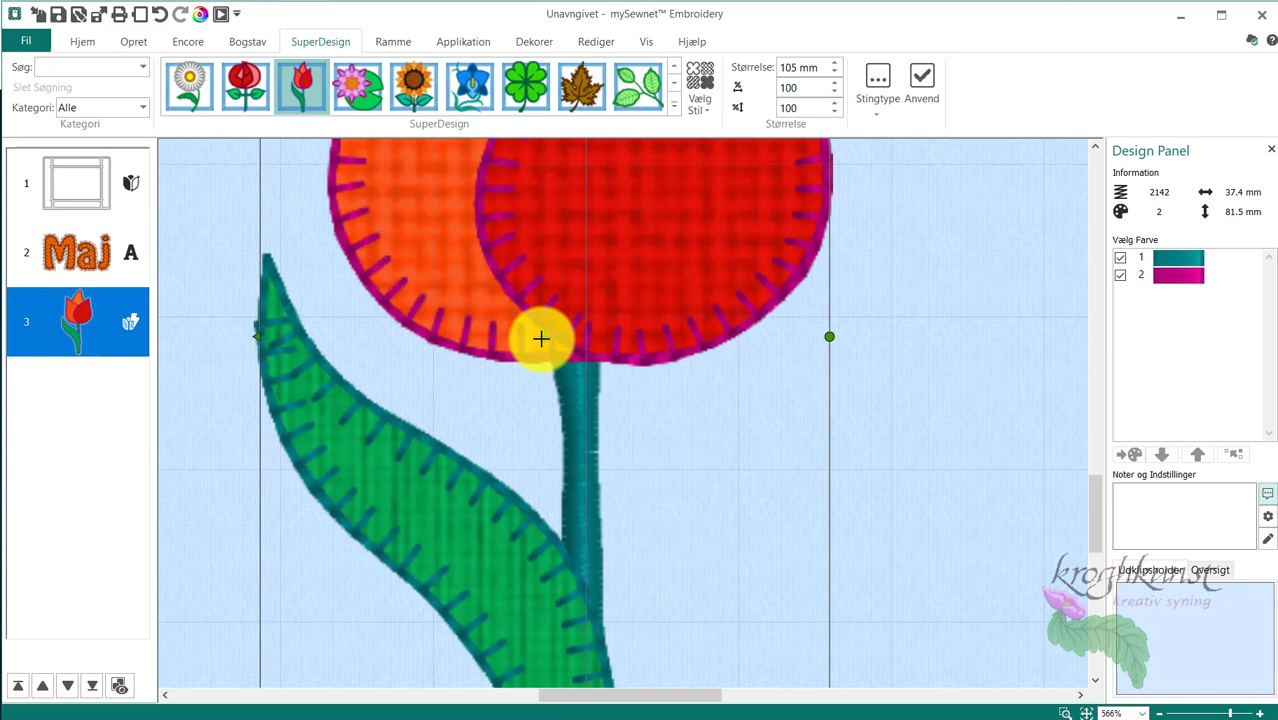 Unavngivet - mySewnet™ Embroidery
Fil Hjem Opret Encore Bogstav SuperDesign Ramme Applikation Dekorer Rediger Vis Hjælp
Søg:
Slet Søgning
Kategori: Alle
Kategori
SuperDesign
Vælg
Stil
Størrelse: 105 mm
100
100
Størrelse
Stingtype
Anvend
1
2 Maj A
3
Design Panel
Information
2142 37.4 mm
2 81.5 mm
Vælg Farve
1
2
Noter og Indstillinger
Udklipsholder Oversigt
kroghkunst
kreativ syning
566%